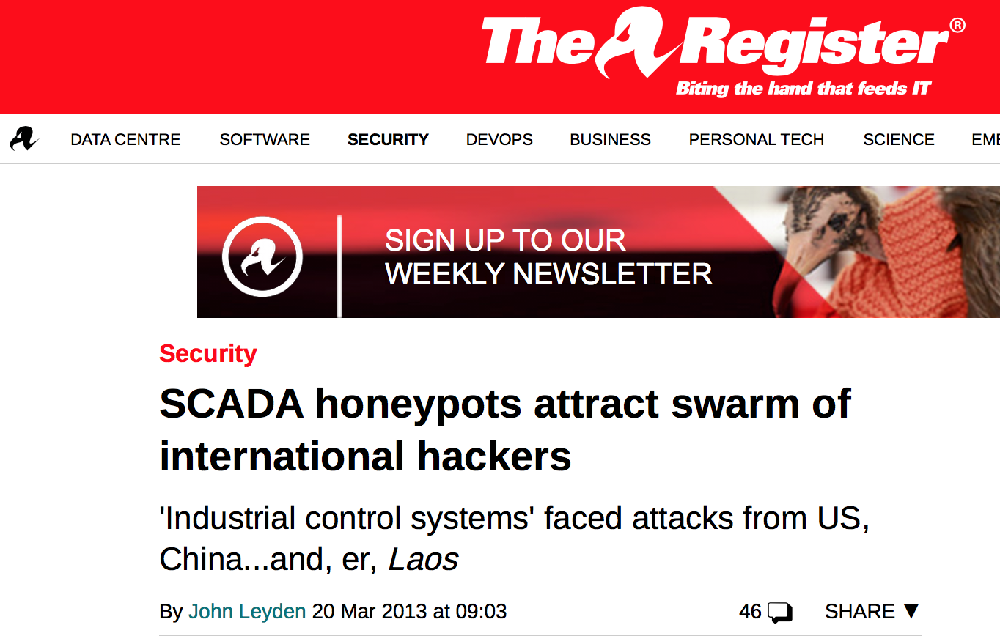 The Register®
Biting the hand that feeds IT
DATA CENTRE SOFTWARE SECURITY DEVOPS BUSINESS PERSONAL TECH SCIENCE EME
SIGN UP TO OUR
WEEKLY NEWSLETTER
Security
SCADA honeypots attract swarm of
international hackers
'Industrial control systems' faced attacks from US,
China...and, er, Laos
By John Leyden 20 Mar 2013 at 09:03 46 SHARE ▼